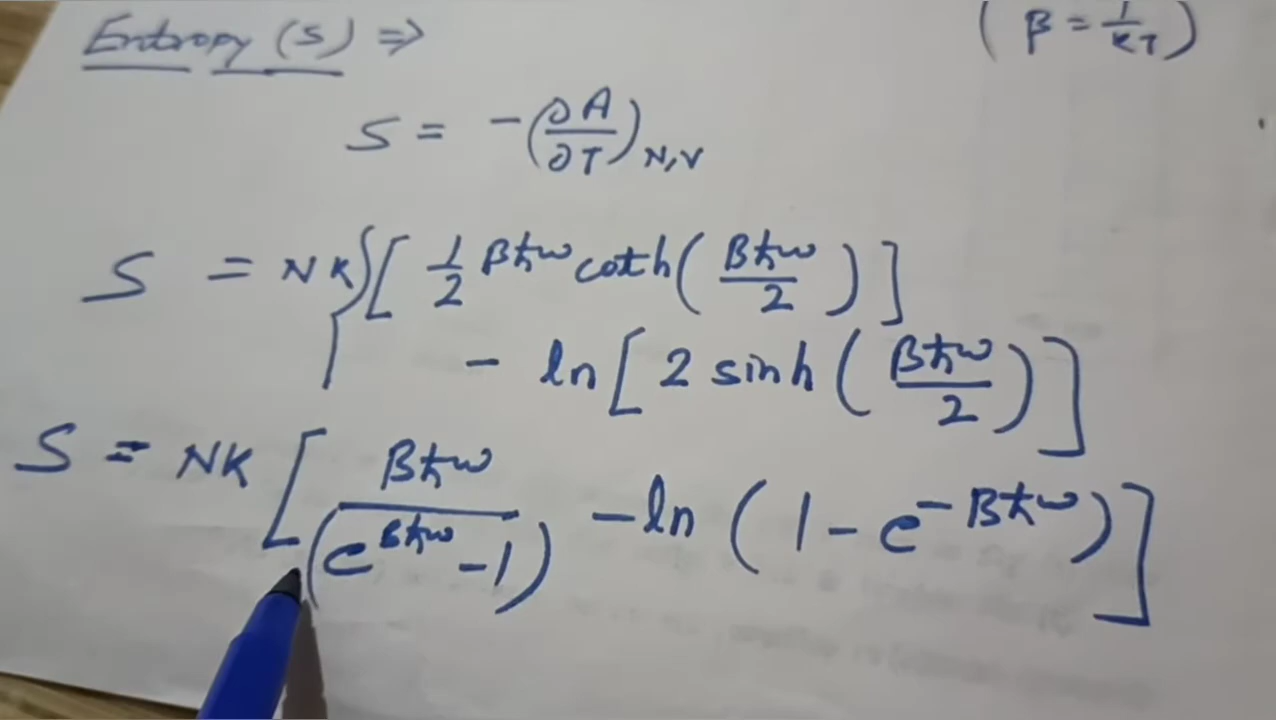 Entropy (S) ⇒ ( β = 1/KT )
S = -(∂A/∂T)N,V
S = NK{[ 1/2 βħω coth( βħω/2 ) ]
- ln[ 2 sinh ( βħω/2 ) ]
S = NK [ βħω/(e^βħω - 1) - ln ( 1 - e^-βħω ) ]